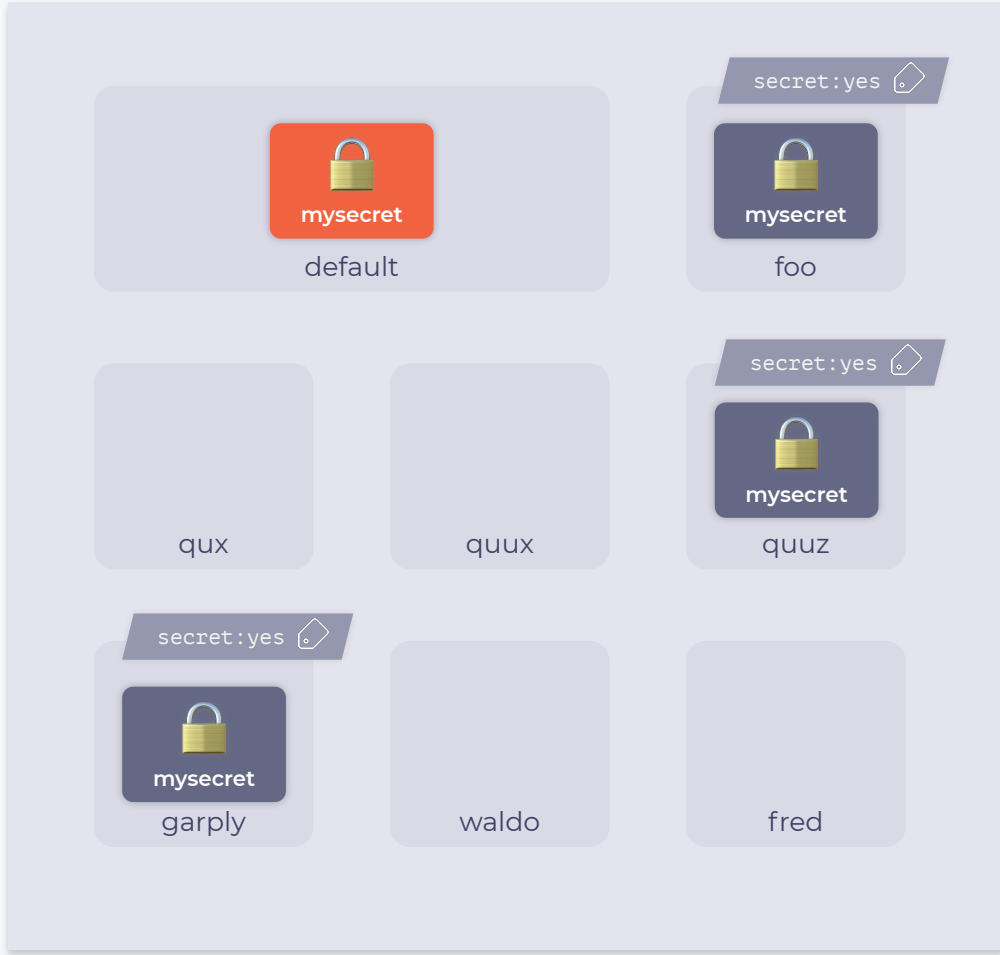 secret:yes
mysecret
default
mysecret
foo
secret:yes
qux
quux
mysecret
quuz
secret:yes
mysecret
garply
waldo
fred